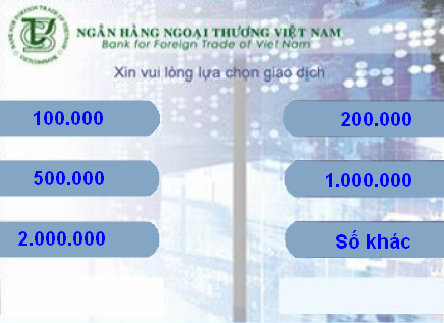 NGÂN HÀNG NGOẠI THƯƠNG VIỆT NAM
Bank for Foreign Trade of Viet Nam
Xin vui lòng lựa chọn giao dịch
100.000
200.000
500.000
1.000.000
2.000.000
Số khác